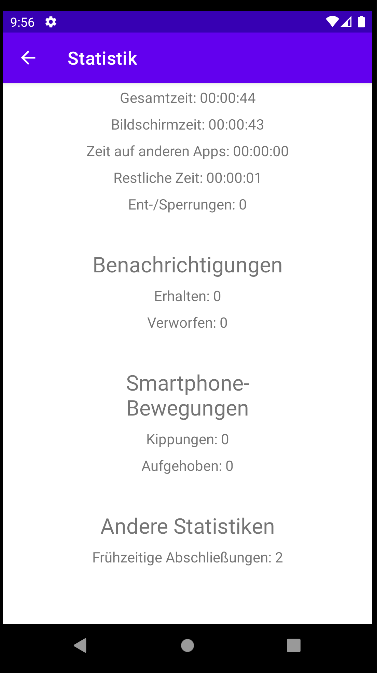 9:56
Statistik
Gesamtzeit: 00:00:44
Bildschirmzeit: 00:00:43
Zeit auf anderen Apps: 00:00:00
Restliche Zeit: 00:00:01
Ent-/Sperrungen: 0
Benachrichtigungen
Erhalten: 0
Verworfen: 0
Smartphone-
Bewegungen
Kippungen: 0
Aufgehoben: 0
Andere Statistiken
Frühzeitige Abschließungen: 2